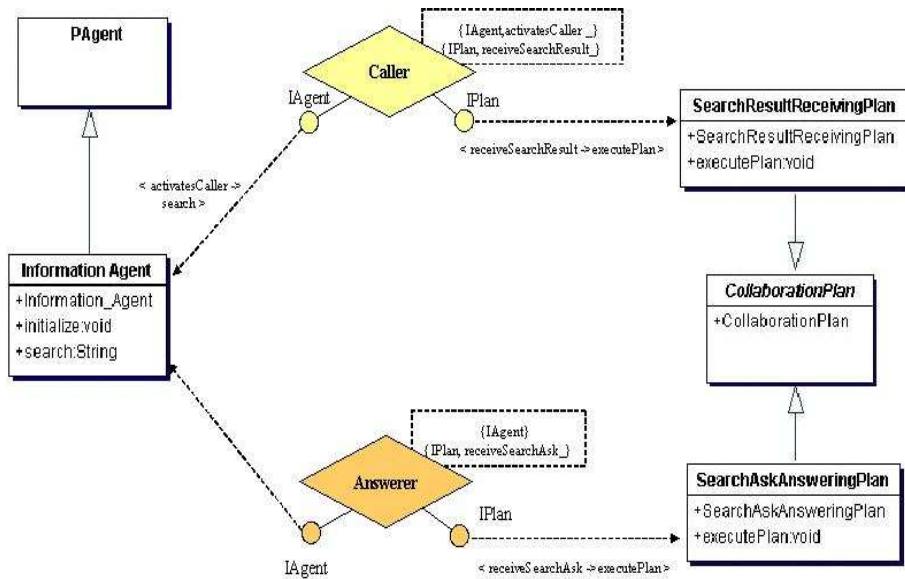 PAgent
{IAgent,activatesCaller _}
{IPlan, receiveSearchResult_}
Caller
IAgent
IPlan
< receiveSearchResult ->executePlan>
SearchResultReceivingPlan
+SearchResultReceivingPlan
+executePlan:void
< activatesCaller ->
search >
Information Agent
+Information_Agent
+initialize:void
+search:String
CollaborationPlan
+CollaborationPlan
{IAgent}
{IPlan, receiveSearchAsk_}
Answerer
IAgent
IPlan
< receiveSearchAsk ->executePlan>
SearchAskAnsweringPlan
+SearchAskAnsweringPlan
+executePlan:void